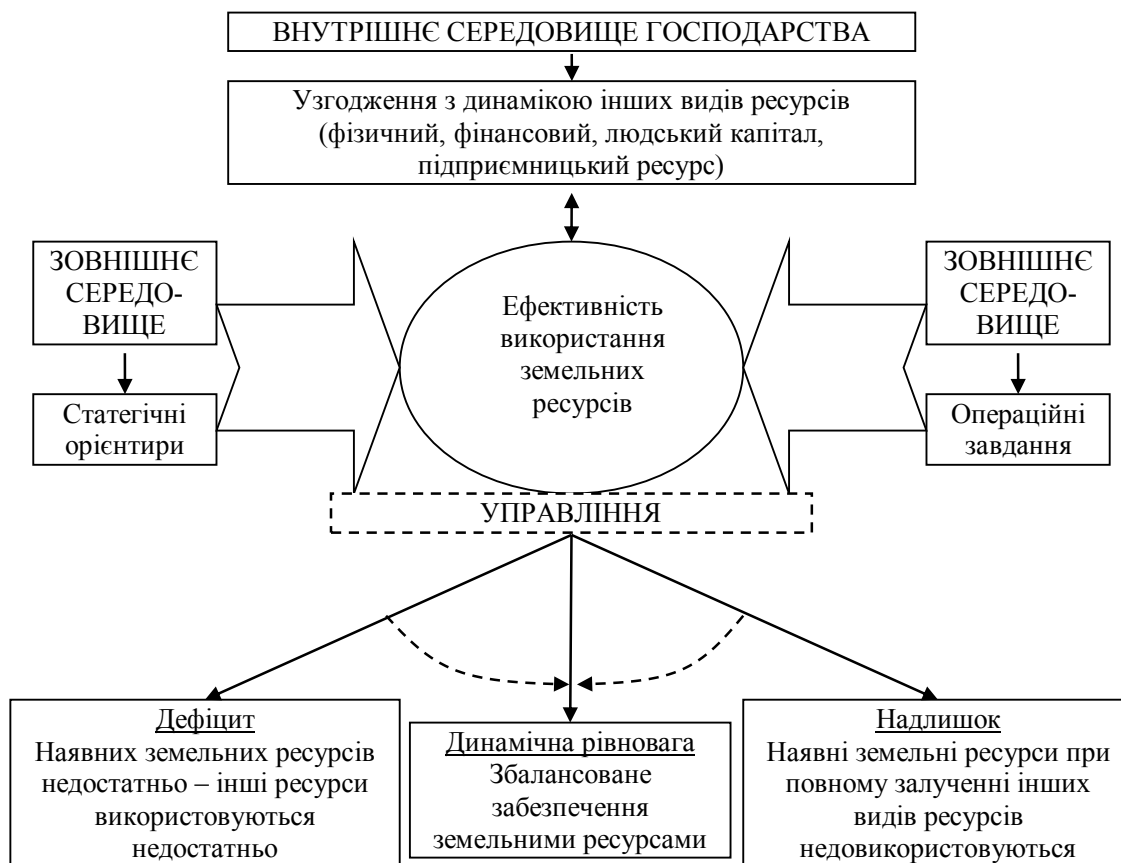 ВНУТРІШНЄ СЕРЕДОВИЩЕ ГОСПОДАРСТВА
Узгодження з динамікою інших видів ресурсів
(фізичний, фінансовий, людський капітал,
підприємницький ресурс)
ЗОВНІШНЄ
СЕРЕДО-
ВИЩЕ
Статегічні
орієнтири
Ефективність
використання
земельних
ресурсів
ЗОВНІШНЄ
СЕРЕДО-
ВИЩЕ
Операційні
завдання
УПРАВЛІННЯ
Дефіцит
Наявних земельних ресурсів
недостатньо – інші ресурси
використовуються
недостатньо
Динамічна рівновага
Збалансоване
забезпечення
земельними ресурсами
Надлишок
Наявні земельні ресурси при
повному залученні інших
видів ресурсів
недовикористовуються